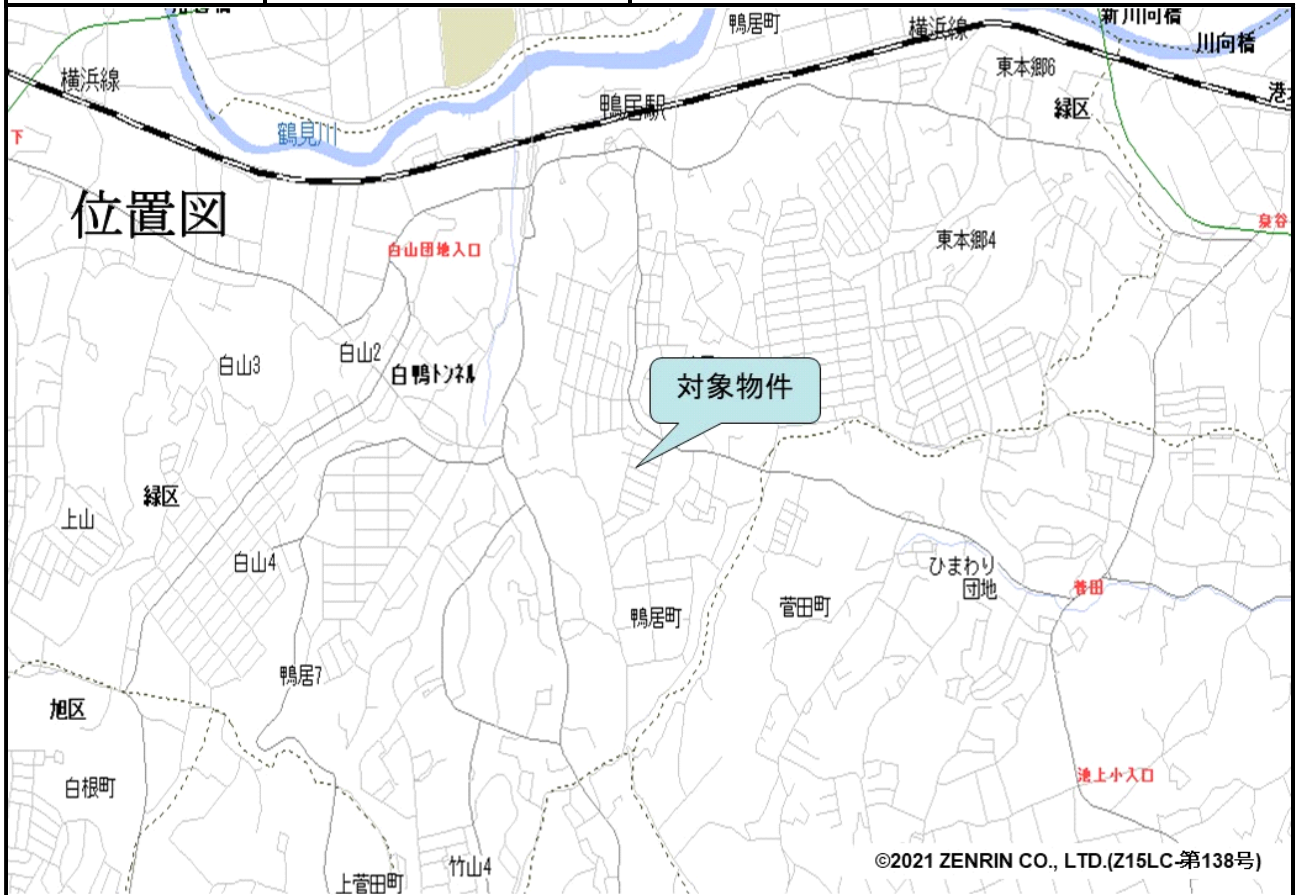 鴨居町
横浜線
新川向橋
川向橋
東本郷6
横浜線
鴨居駅
緑区
下
鶴見川
位置図
泉谷
白山団地入口
東本郷4
白山3
白山2
白鴨トンネル
対象物件
緑区
上山
白山4
ひまわり
団地
菅田
鴨居町
菅田町
鴨居7
旭区
白根町
池上小入口
竹山4
上菅田町
©2021 ZENRIN CO., LTD.(Z15LC-第138号)